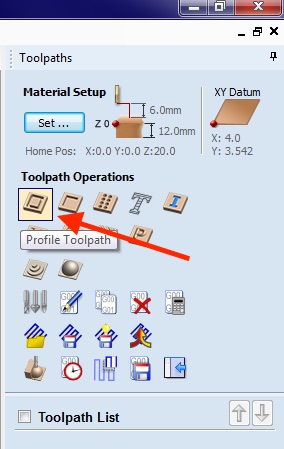 Toolpaths
Material Setup
XY Datum
6.0mm
Set ...
Z 0
12.0mm
X: 4.0
Home Pos: X:0.0 Y:0.0 Z:20.0
Y: 3.542
Toolpath Operations
Profile Toolpath
Toolpath List